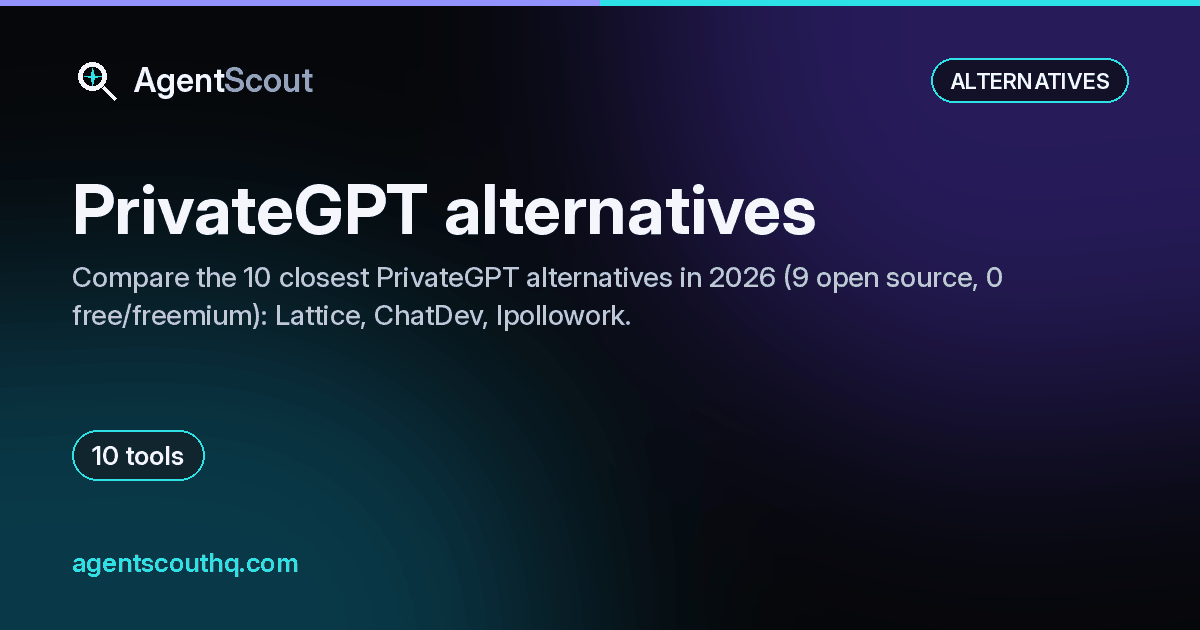 AgentScout
ALTERNATIVES
PrivateGPT alternatives
Compare the 10 closest PrivateGPT alternatives in 2026 (9 open source, 0
free/freemium): Lattice, ChatDev, Ipollowork.
10 tools
agentscouthq.com